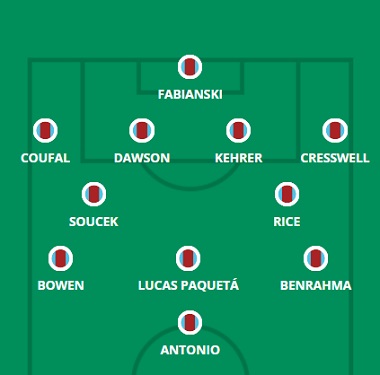 FABIANSKI
COUFAL DAWSON KEHRER CRESSWELL
SOUCEK RICE
BOWEN LUCAS PAQUETÁ BENRAHMA
ANTONIO